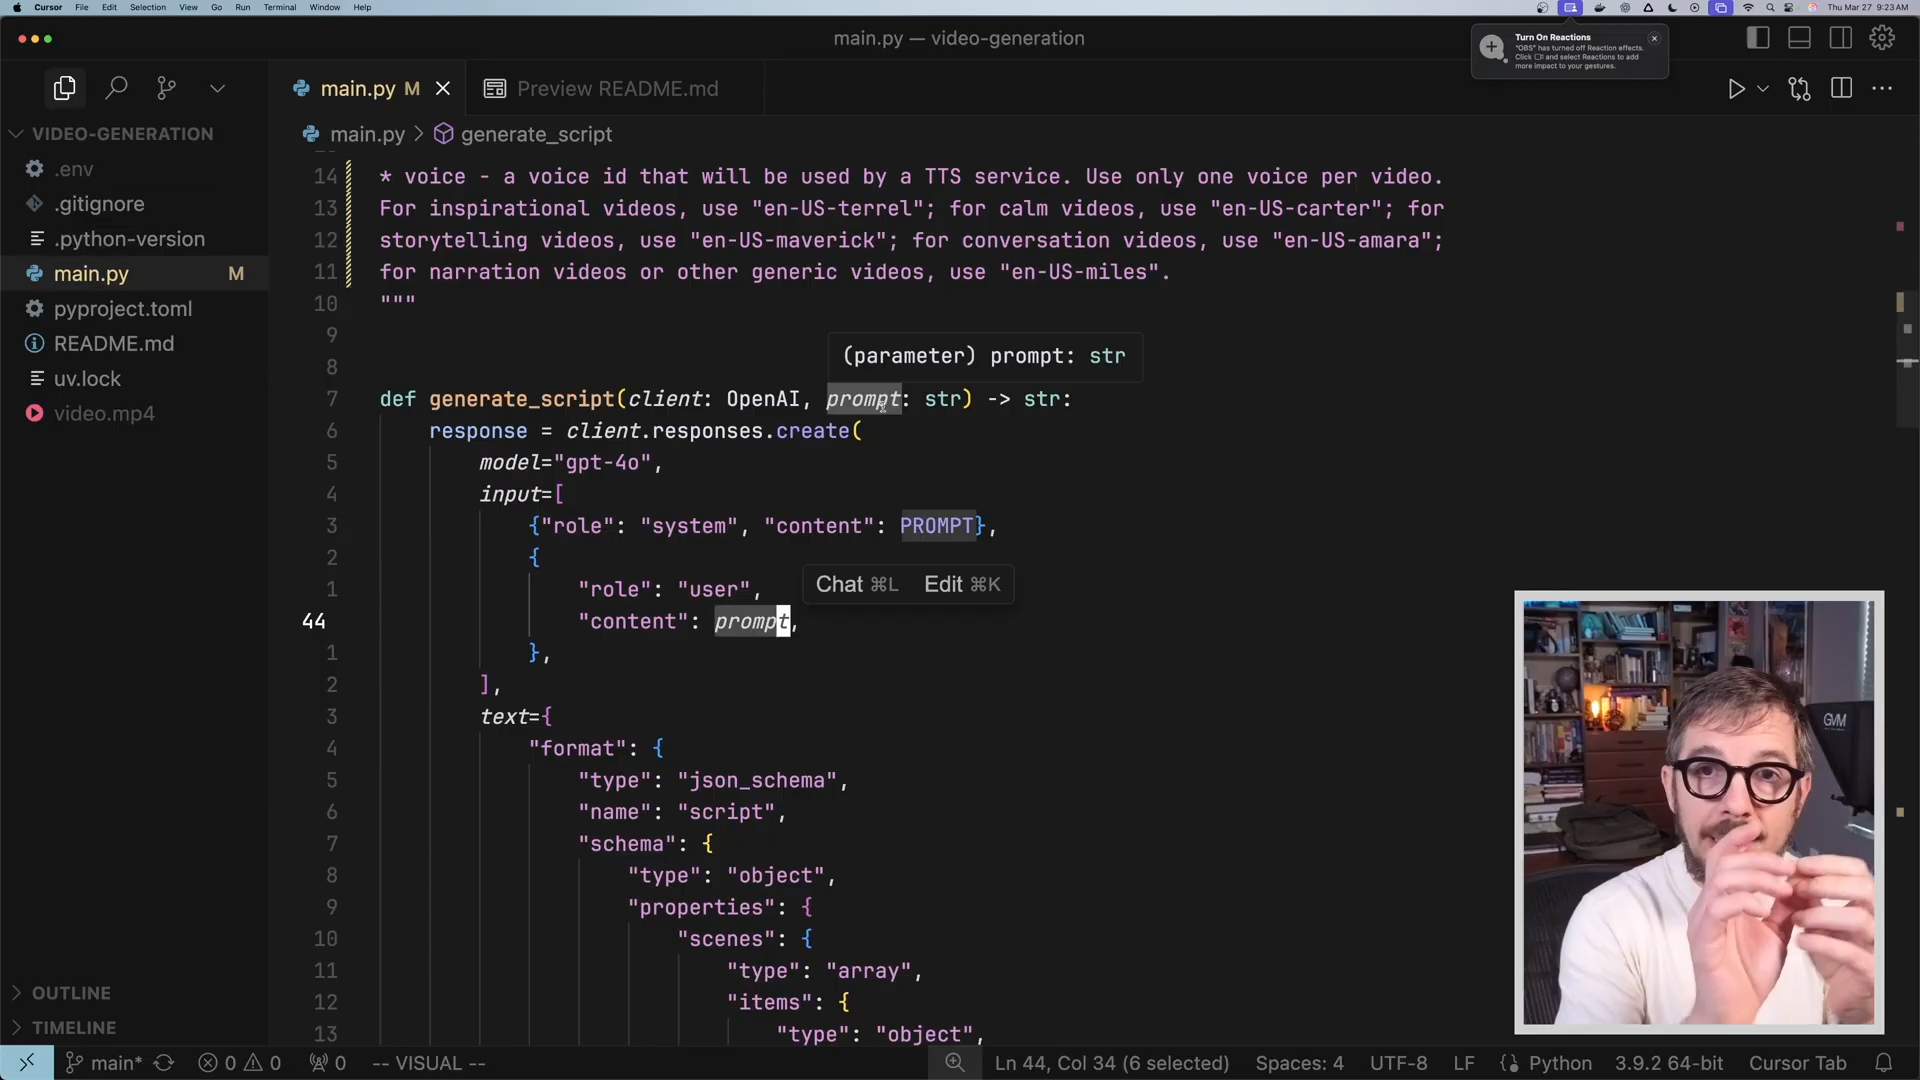 Cursor File Edit Selection View Go Run Terminal Window Help Thu Mar 27 9:23 AM
main.py — video-generation
Turn On Reactions
"OBS" has turned off Reaction effects.
Click and select Reactions to add
more impact to your gestures.
main.py M Preview README.md
VIDEO-GENERATION
.env
.gitignore
.python-version
main.py M
pyproject.toml
README.md
uv.lock
video.mp4
OUTLINE
TIMELINE
main.py > generate_script
14 * voice - a voice id that will be used by a TTS service. Use only one voice per video.
13 For inspirational videos, use "en-US-terrel"; for calm videos, use "en-US-carter"; for
12 storytelling videos, use "en-US-maverick"; for conversation videos, use "en-US-amara";
11 for narration videos or other generic videos, use "en-US-miles".
10 """
9
8
(parameter) prompt: str
7 def generate_script(client: OpenAI, prompt: str) -> str:
6 response = client.responses.create(
5 model="gpt-4o",
4 input=[
3 {"role": "system", "content": PROMPT},
2 {
1 "role": "user",
Chat ⌘L Edit ⌘K
44 "content": prompt,
1 },
2 ],
3 text={
4 "format": {
5 "type": "json_schema",
6 "name": "script",
7 "schema": {
8 "type": "object",
9 "properties": {
10 "scenes": {
11 "type": "array",
12 "items": {
13 "type": "object",
GVM
main* 0 0 0 -- VISUAL -- Ln 44, Col 34 (6 selected) Spaces: 4 UTF-8 LF Python 3.9.2 64-bit Cursor Tab